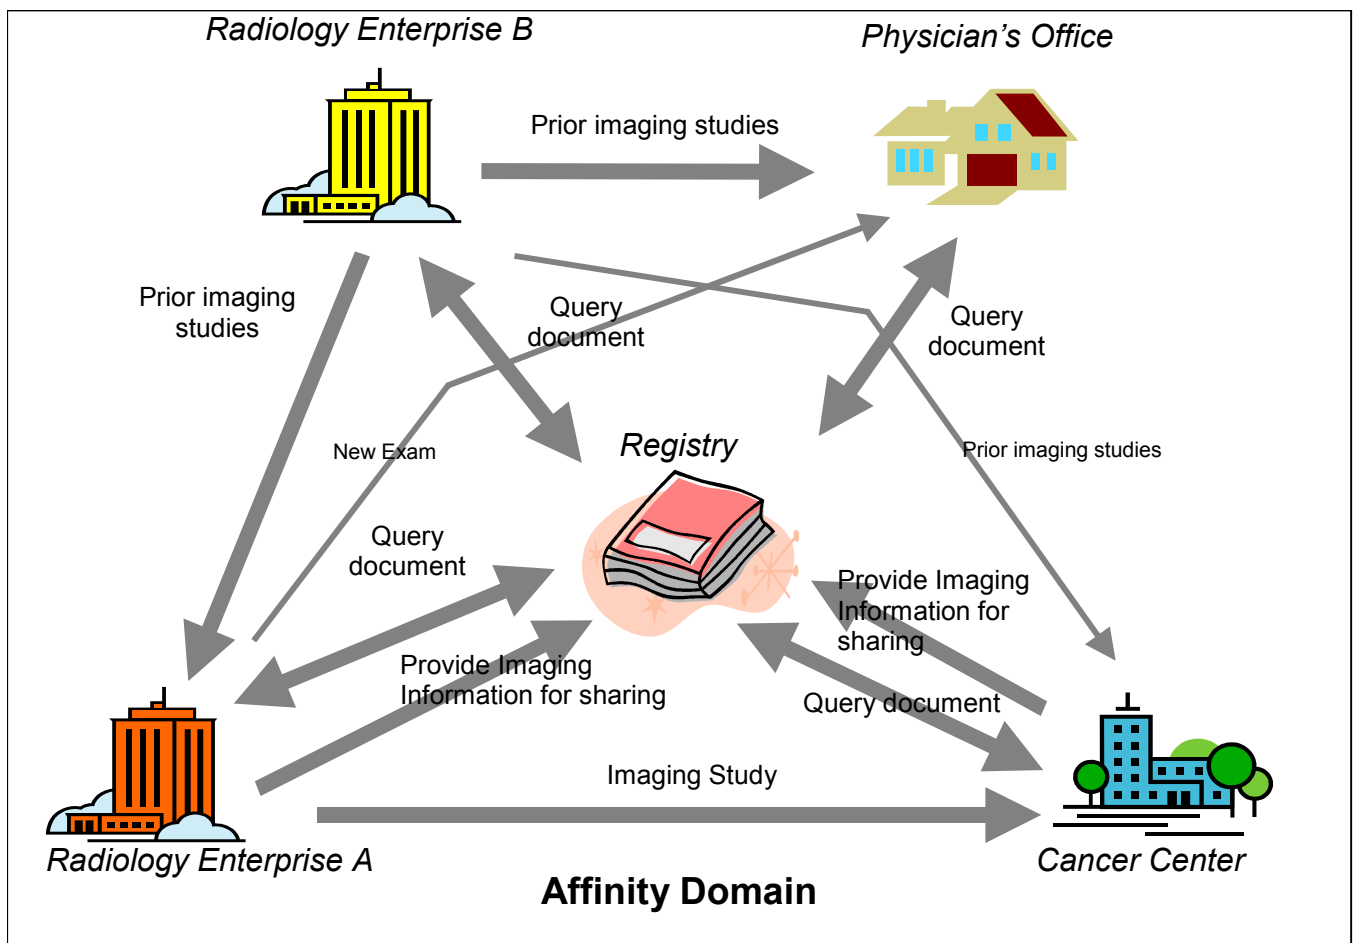 Radiology Enterprise B
Physician's Office
Prior imaging studies
Prior imaging
studies
Query
document
Query
document
New Exam
Registry
Prior imaging studies
Query
document
Provide Imaging
Information for
sharing
Provide Imaging
Information for sharing
Query document
Imaging Study
Radiology Enterprise A
Cancer Center
Affinity Domain